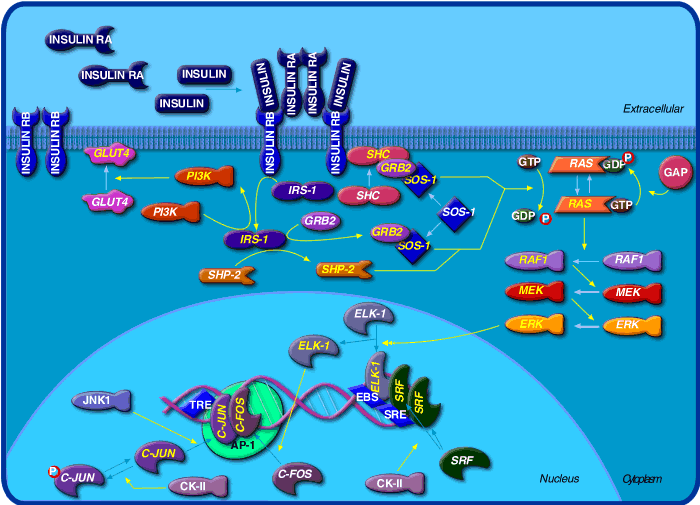 INSULIN RA
INSULIN RA
INSULIN
INSULIN
INSULIN
INSULIN RA
INSULIN RA
INSULIN
Extracellular
INSULIN RB
INSULIN RB
INSULIN RB
INSULIN RB
GLUT4
GLUT4
PI3K
PI3K
IRS-1
IRS-1
GRB2
SHP-2
SHP-2
SHC
GRB2
SOS-1
SHC
SOS-1
GRB2
SOS-1
GTP
GDP
P
RAS
GDP
P
RAS
GTP
GAP
RAF1
RAF1
MEK
MEK
ERK
ERK
ELK-1
ELK-1
ELK-1
SRF
SRF
EBS
SRE
TRE
C-JUN
C-FOS
AP-1
JNK1
C-JUN
P
C-JUN
CK-II
C-FOS
CK-II
SRF
Nucleus
Cytoplasm